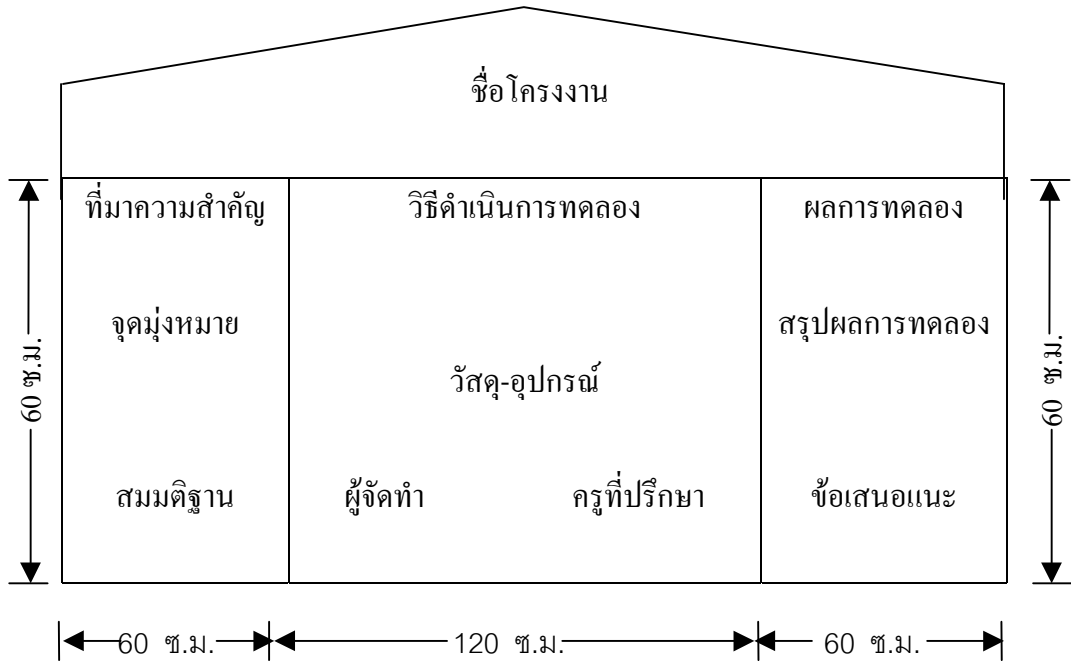 ชื่อโครงงาน
ที่มาความสำคัญ
วิธีดำเนินการทดลอง
ผลการทดลอง
จุดมุ่งหมาย
สรุปผลการทดลอง
วัสดุ-อุปกรณ์
สมมติฐาน
ผู้จัดทำ
ครูที่ปรึกษา
ข้อเสนอแนะ
60 ซ.ม.
60 ซ.ม.
60 ซ.ม.
120 ซ.ม.
60 ซ.ม.